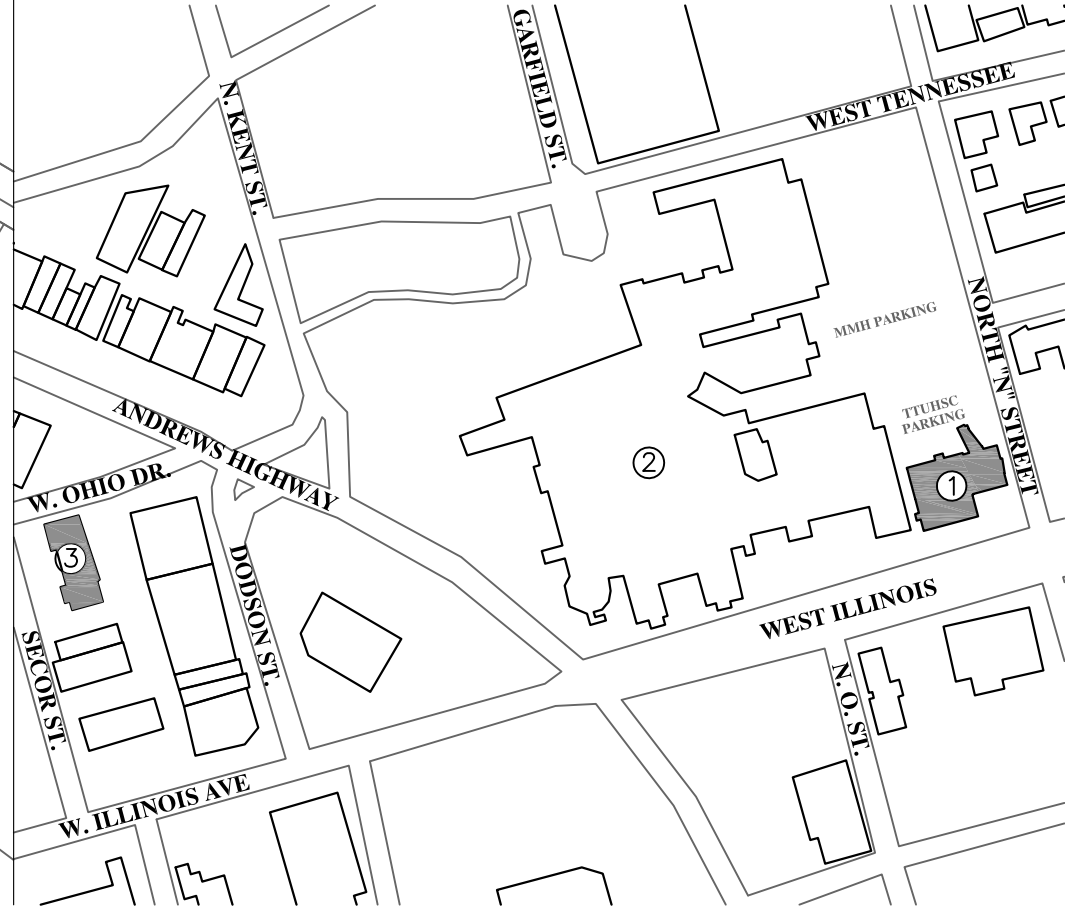 GARFIELD ST.
WEST TENNESSEE
N. KENT ST.
NORTH "N" STREET
MMH PARKING
TTUHSC
PARKING
ANDREWS HIGHWAY
W. OHIO DR.
2
1
3
DODSON ST.
WEST ILLINOIS
SECOR ST.
N. O. ST.
W. ILLINOIS AVE